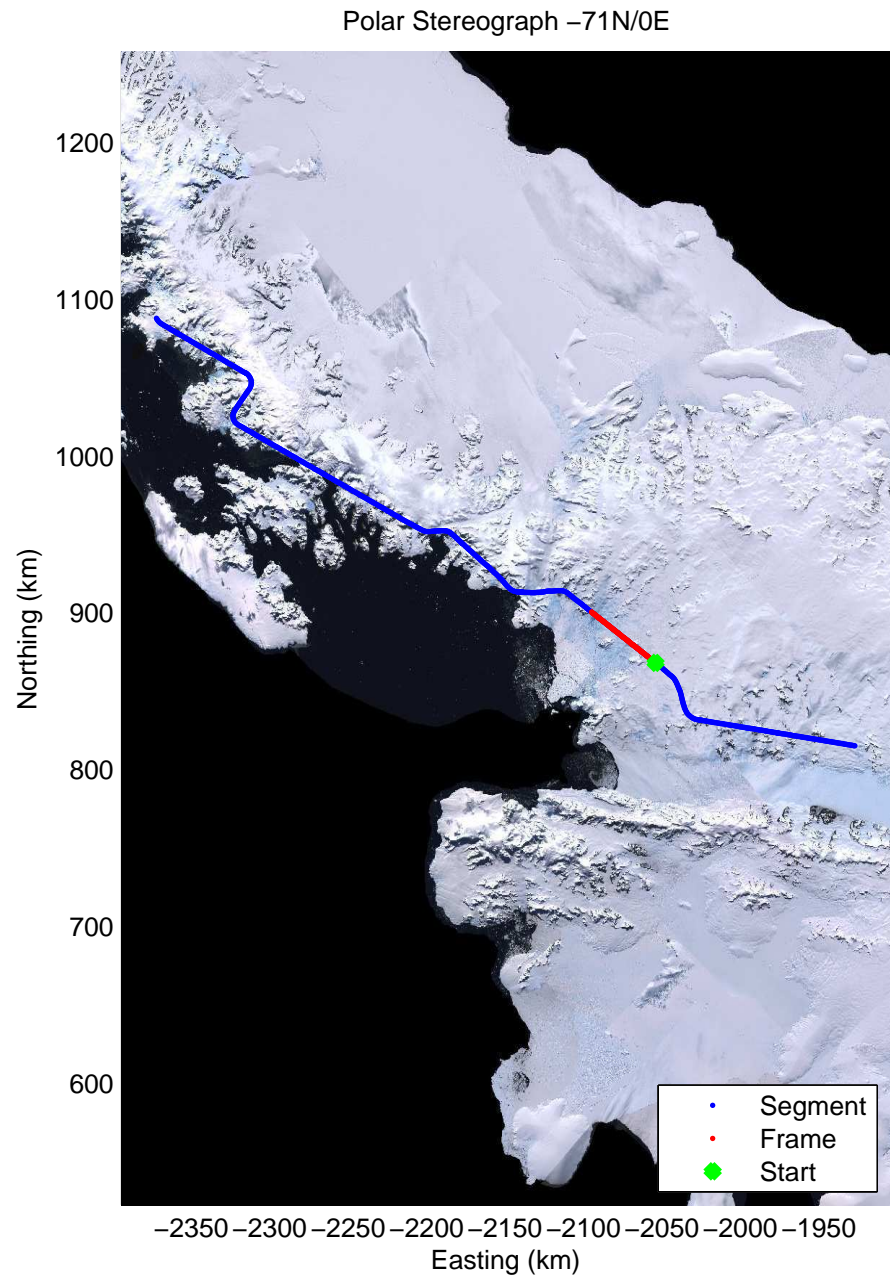 Polar Stereograph −71N/0E
1200
1100
1000
900
800
700
600
Northing (km)
−2350 −2300 −2250 −2200 −2150 −2100 −2050 −2000 −1950
Easting (km)
Segment
Frame
Start